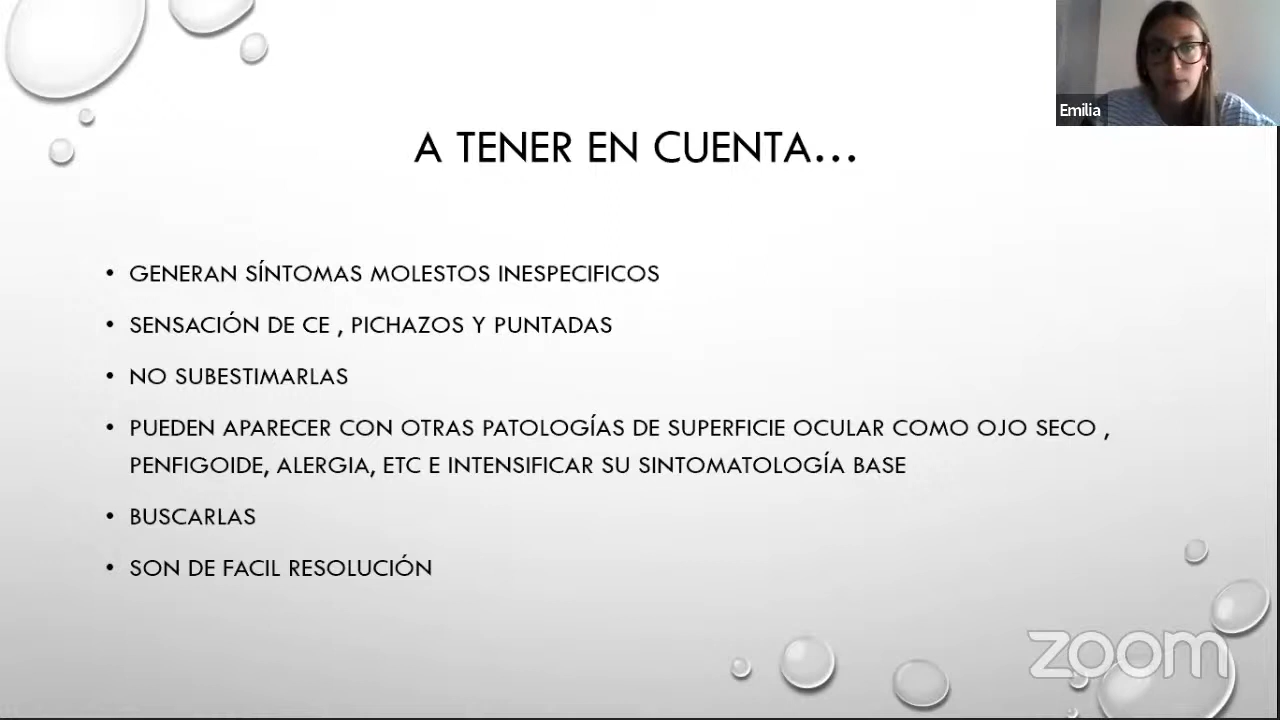 Emilia
A TENER EN CUENTA...
• GENERAN SÍNTOMAS MOLESTOS INESPECIFICOS
• SENSACIÓN DE CE , PICHAZOS Y PUNTADAS
• NO SUBESTIMARLAS
• PUEDEN APARECER CON OTRAS PATOLOGÍAS DE SUPERFICIE OCULAR COMO OJO SECO ,
PENFIGOIDE, ALERGIA, ETC E INTENSIFICAR SU SINTOMATOLOGÍA BASE
• BUSCARLAS
• SON DE FACIL RESOLUCIÓN
zoom